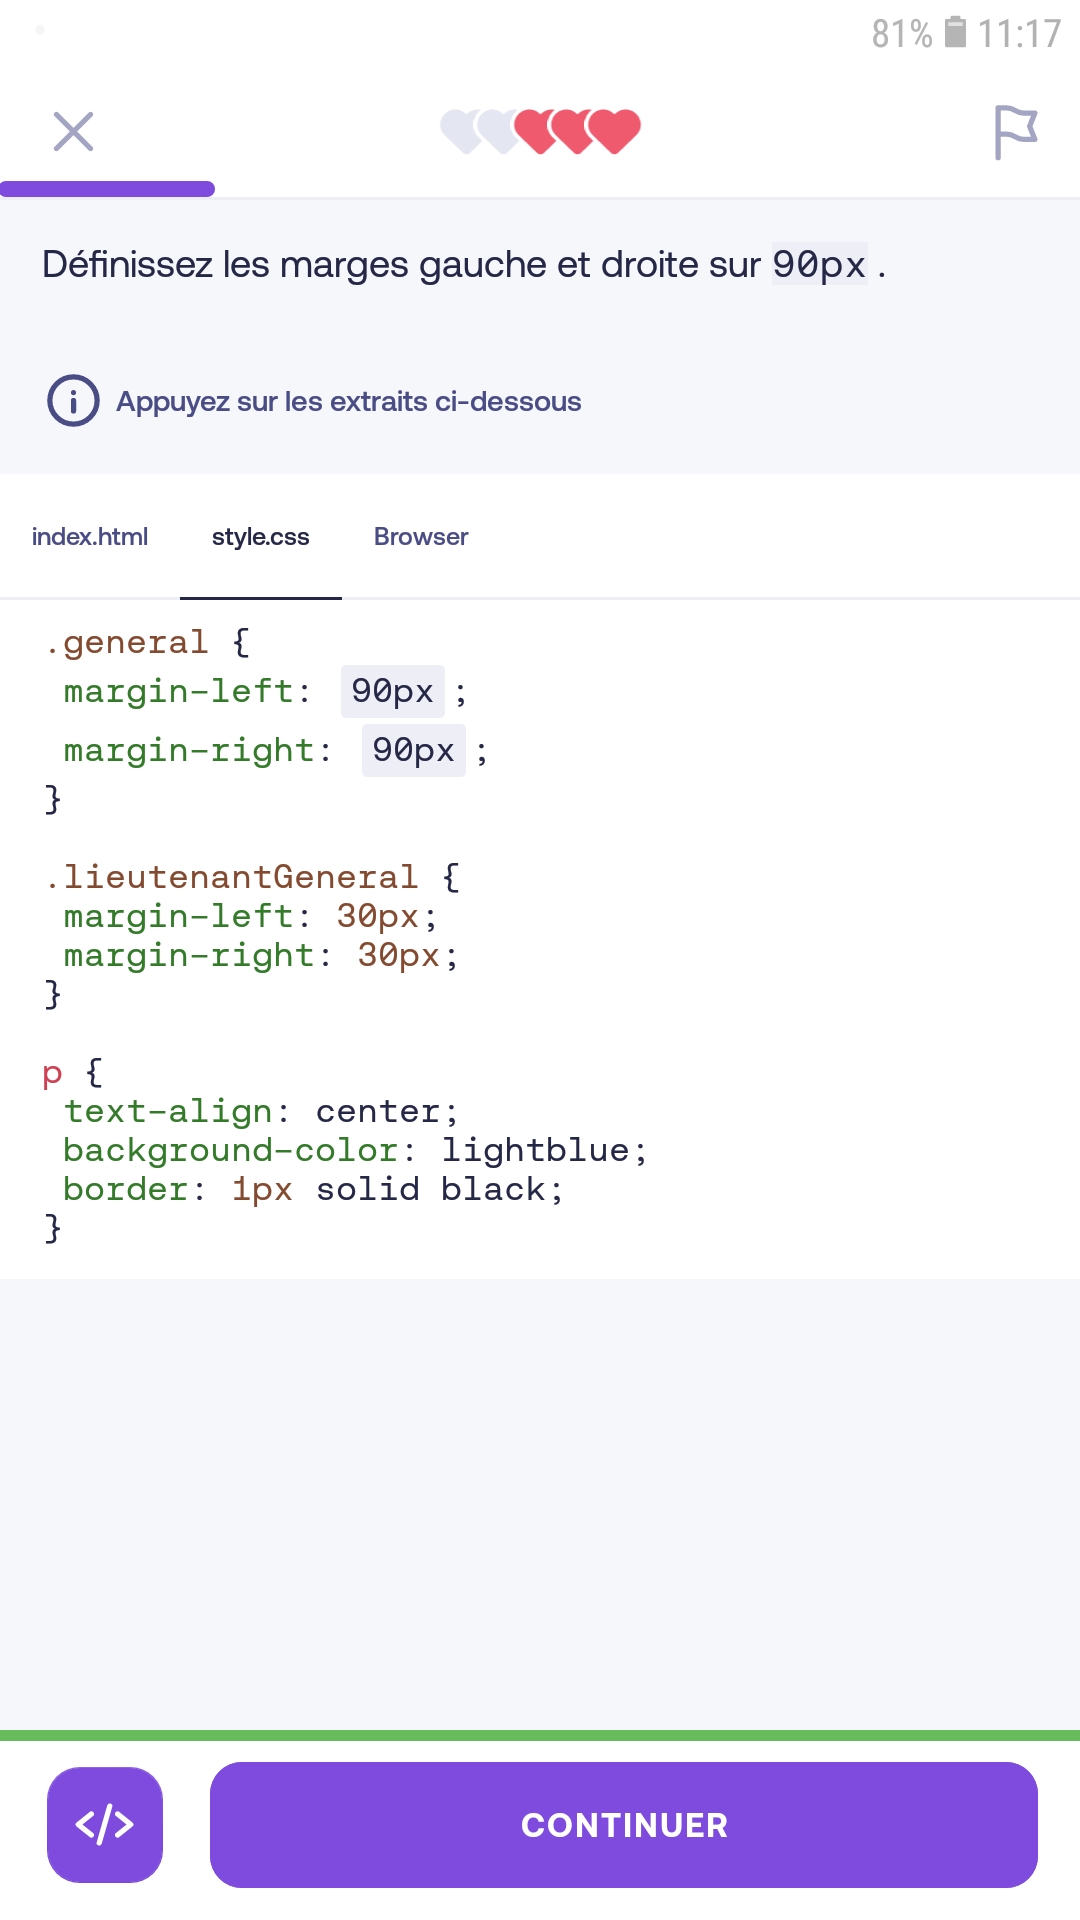 81% 11:17
Définissez les marges gauche et droite sur 90px .
Appuyez sur les extraits ci-dessous
index.html style.css Browser
.general {
margin-left: 90px ;
margin-right: 90px ;
}
.lieutenantGeneral {
margin-left: 30px;
margin-right: 30px;
}
p {
text-align: center;
background-color: lightblue;
border: 1px solid black;
}
</> CONTINUER